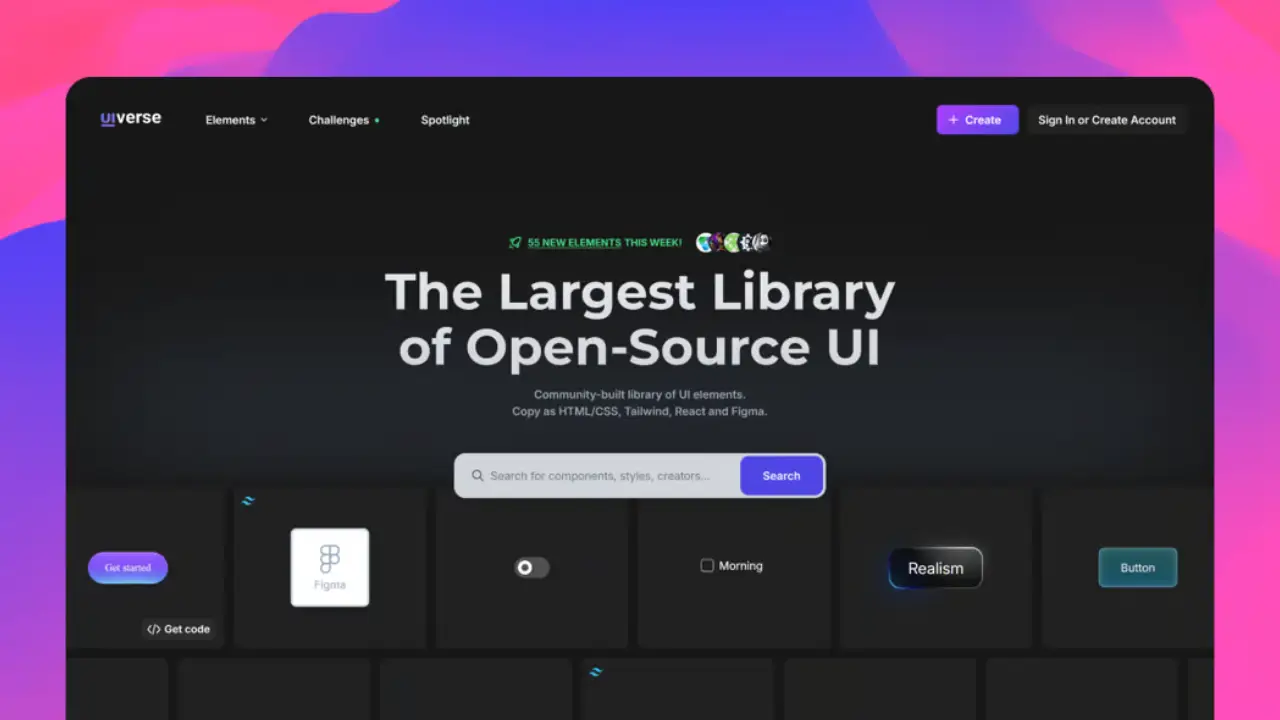 uiverse
Elements
Challenges
Spotlight
+ Create
Sign In or Create Account
55 NEW ELEMENTS THIS WEEK!
The Largest Library
of Open-Source UI
Community-built library of UI elements.
Copy as HTML/CSS, Tailwind, React and Figma.
Search for components, styles, creators...
Search
Get started
Figma
Morning
Realism
Button
</> Get code